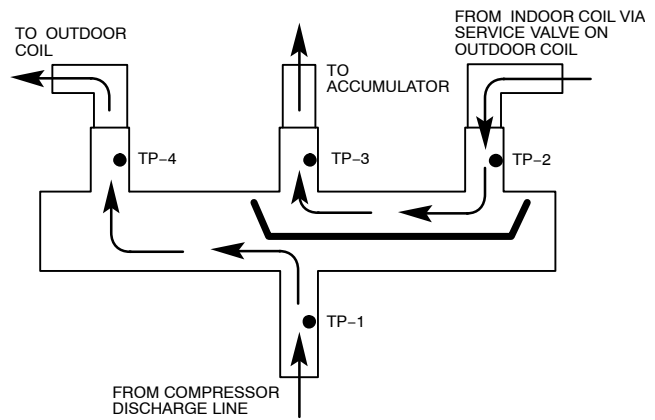 TO OUTDOOR
COIL
FROM INDOOR COIL VIA
SERVICE VALVE ON
OUTDOOR COIL
TO
ACCUMULATOR
TP−4
TP−3
TP−2
TP−1
FROM COMPRESSOR
DISCHARGE LINE